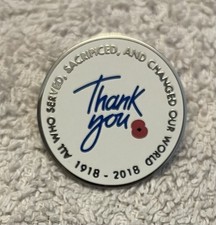 ALL WHO SERVED, SACRIFICED, AND CHANGED OUR WORLD
Thank
you
1918 - 2018